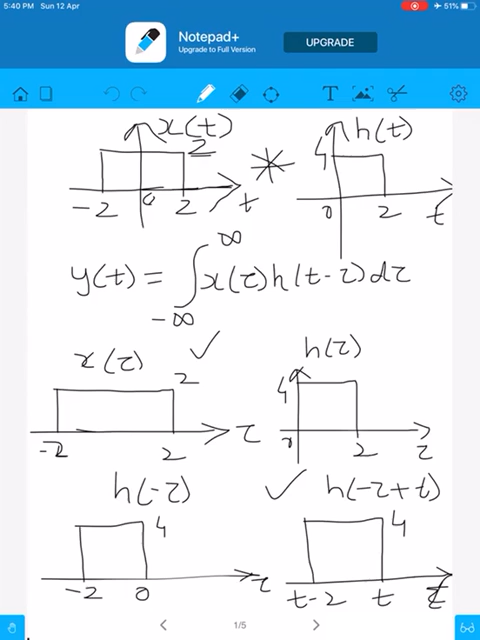 5:40 PM Sun 12 Apr 51%
Notepad+
Upgrade to Full Version
UPGRADE
T
x(t) 2 * h(t) 4
-2 0 2 t 0 2 t
y(t) = ∫ x(τ)h(t-τ)dτ
∞
-∞
x(τ) ✓ h(τ)
2 4
-2 2 τ 0 2 τ
h(-τ) ✓ h(-τ+t)
4 4
-2 0 τ t-2 t τ
1/5